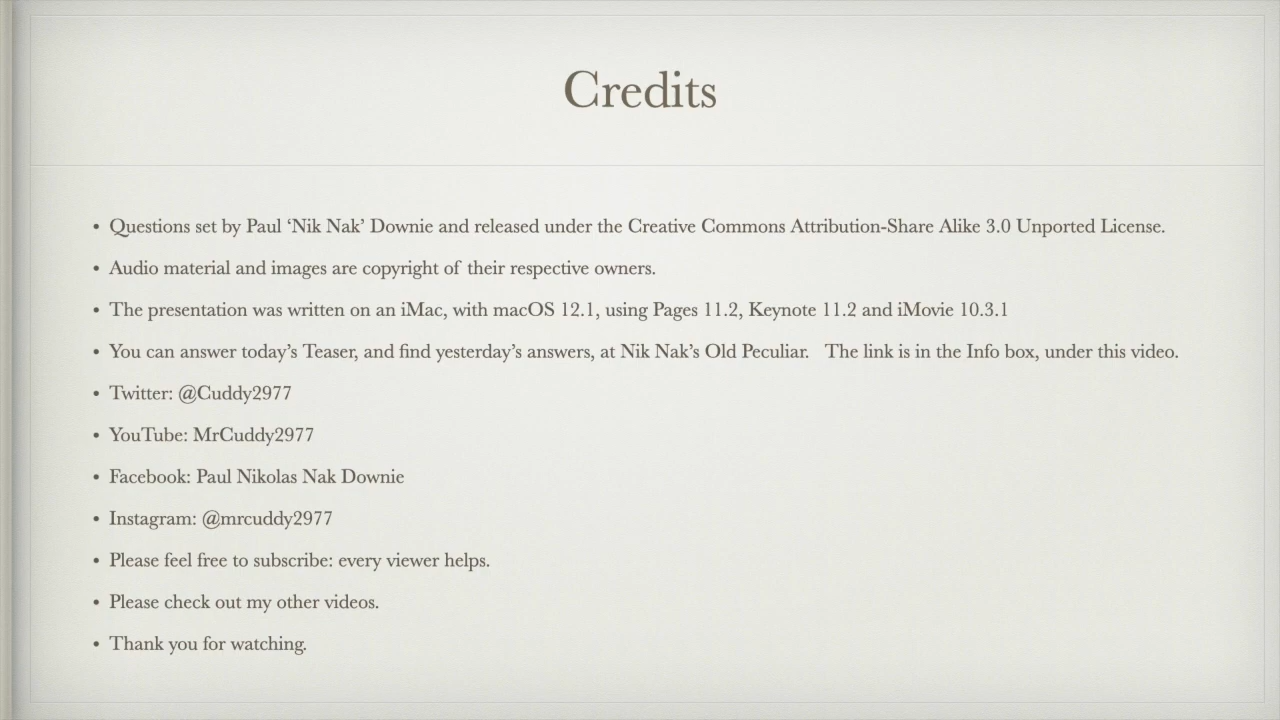 Credits
• Questions set by Paul ‘Nik Nak’ Downie and released under the Creative Commons Attribution-Share Alike 3.0 Unported License.
• Audio material and images are copyright of their respective owners.
• The presentation was written on an iMac, with macOS 12.1, using Pages 11.2, Keynote 11.2 and iMovie 10.3.1
• You can answer today’s Teaser, and find yesterday’s answers, at Nik Nak’s Old Peculiar.   The link is in the Info box, under this video.
• Twitter: @Cuddy2977
• YouTube: MrCuddy2977
• Facebook: Paul Nikolas Nak Downie
• Instagram: @mrcuddy2977
• Please feel free to subscribe: every viewer helps.
• Please check out my other videos.
• Thank you for watching.